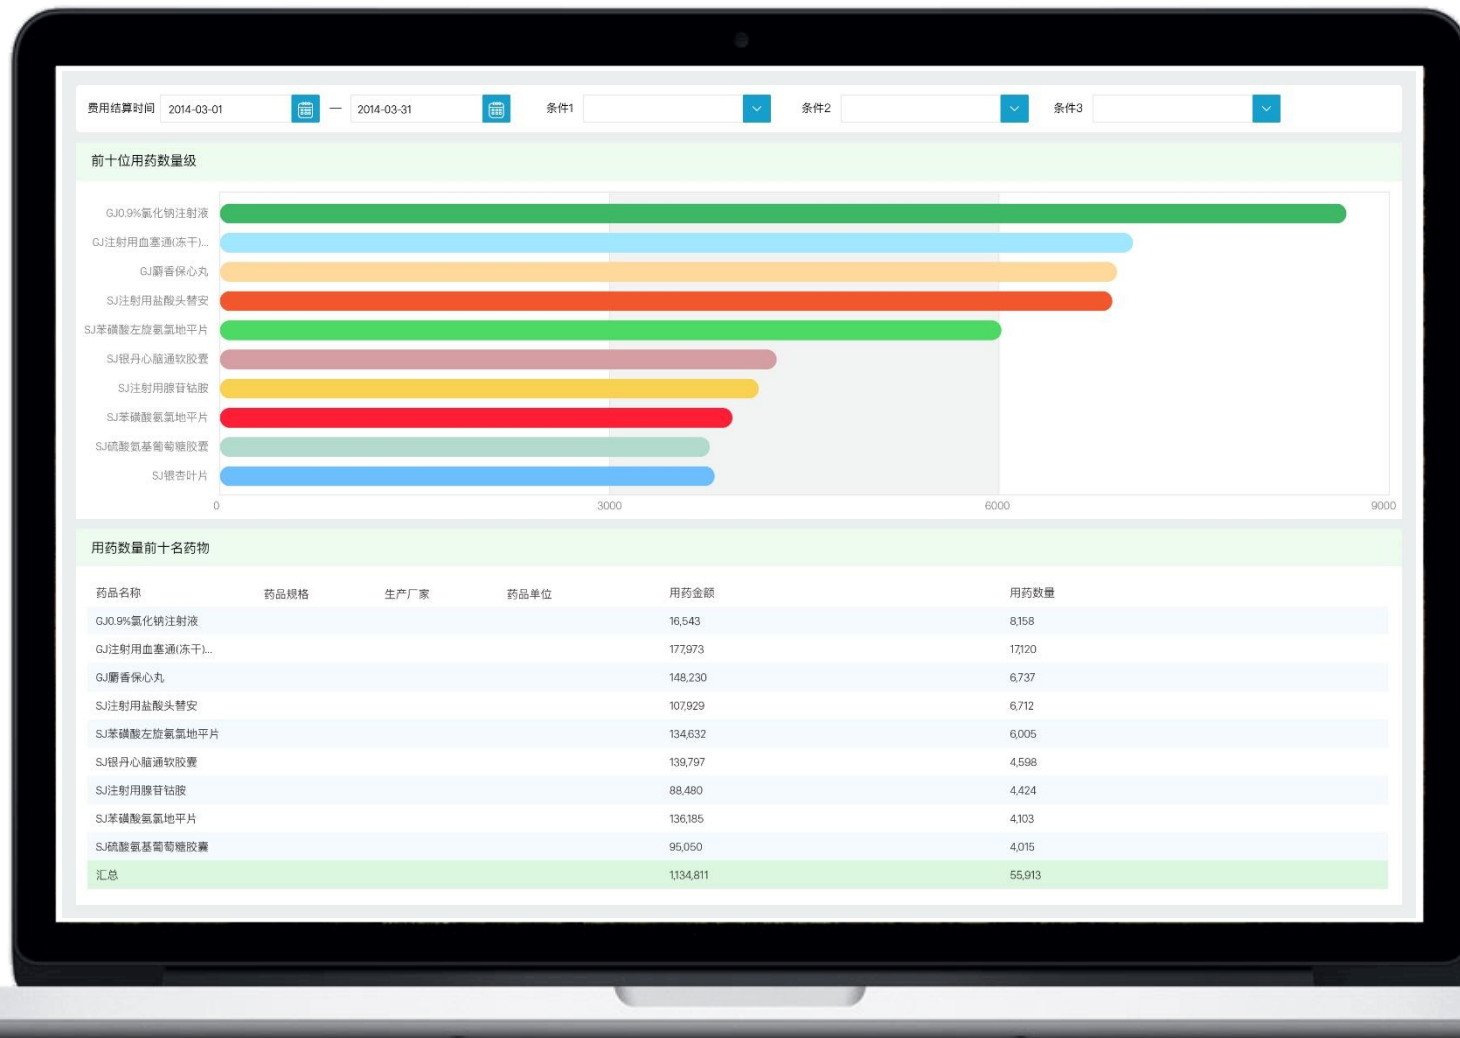 费用结算时间 2014-03-01 — 2014-03-31 条件1 条件2 条件3
前十位用药数量级
GJ0.9%氯化钠注射液
GJ注射用血塞通(冻干)...
GJ麝香保心丸
SJ注射用盐酸头替安
SJ苯磺酸左旋氨氯地平片
SJ银丹心脑通软胶囊
SJ注射用腺苷钴胺
SJ苯磺酸氨氯地平片
SJ硫酸氨基葡萄糖胶囊
SJ银杏叶片
0 3000 6000 9000
用药数量前十名药物
药品名称 药品规格 生产厂家 药品单位 用药金额 用药数量
GJ0.9%氯化钠注射液 16,543 8,158
GJ注射用血塞通(冻干)... 177,973 17,120
GJ麝香保心丸 148,230 6,737
SJ注射用盐酸头替安 107,929 6,712
SJ苯磺酸左旋氨氯地平片 134,632 6,005
SJ银丹心脑通软胶囊 139,797 4,598
SJ注射用腺苷钴胺 88,480 4,424
SJ苯磺酸氨氯地平片 136,185 4,103
SJ硫酸氨基葡萄糖胶囊 95,050 4,015
汇总 1,134,811 55,913